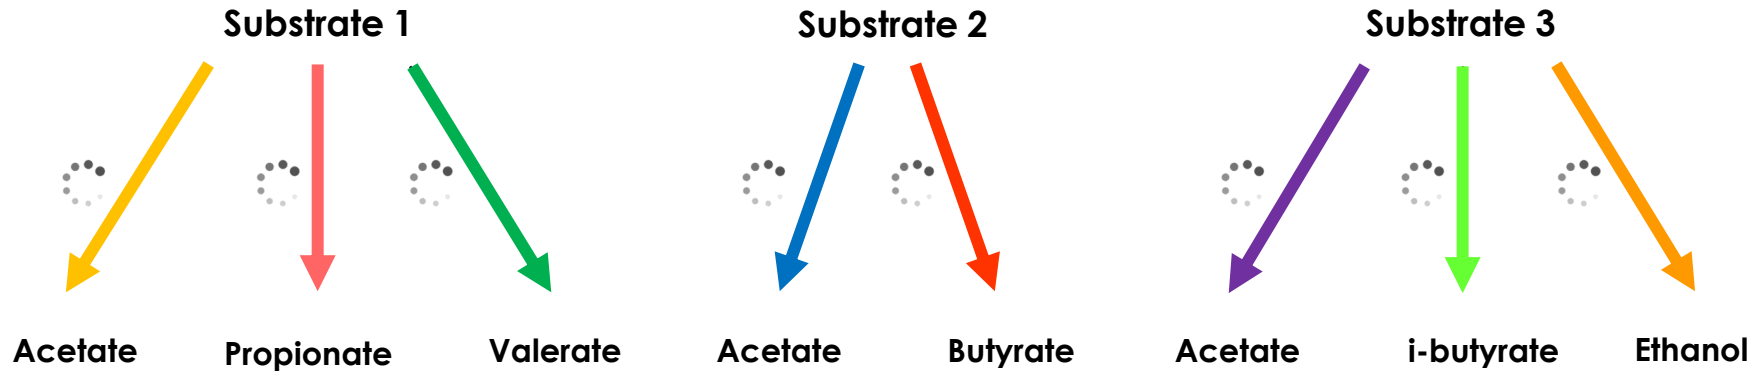 Substrate 1
Substrate 2
Substrate 3
Acetate
Propionate
Valerate
Acetate
Butyrate
Acetate
i-butyrate
Ethanol